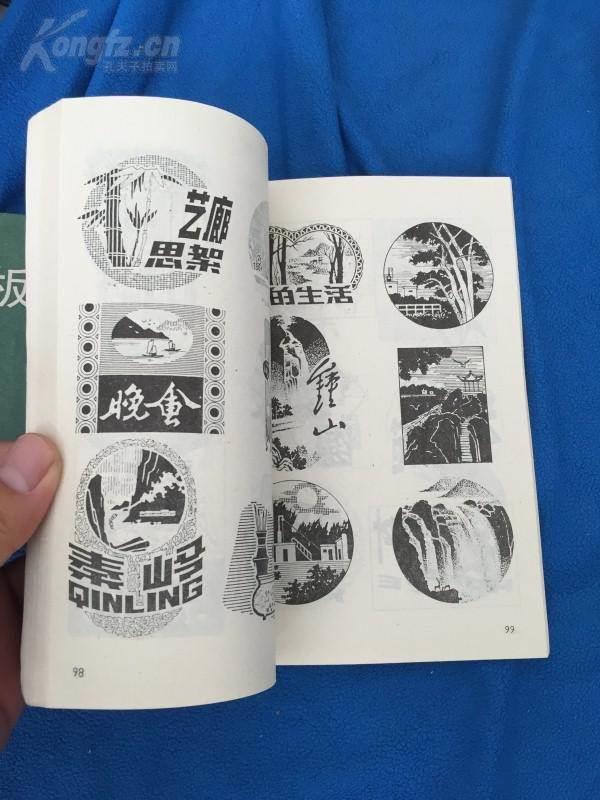 Kongfz.cn
孔夫子拍卖网
板
艺廊
思絮
晚会
秦岭
QINLING
98
的生活
钟山
99